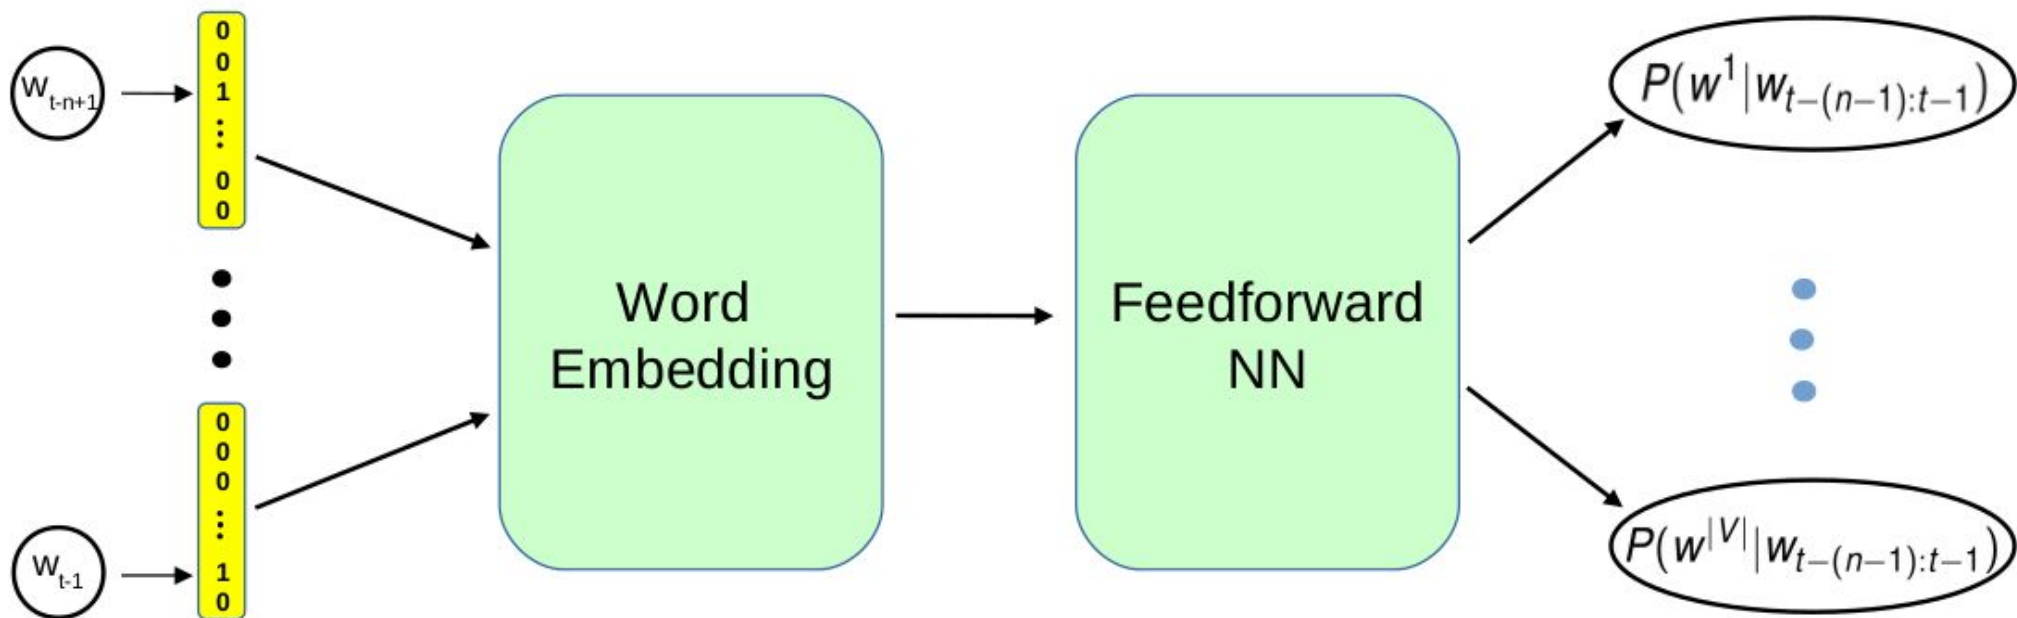 w_{t-n+1}
0
0
1
⋮
0
0
w_{t-1}
0
0
0
⋮
1
0
Word
Embedding
Feedforward
NN
P(w^1|w_{t-(n-1):t-1})
P(w^{|V|}|w_{t-(n-1):t-1})